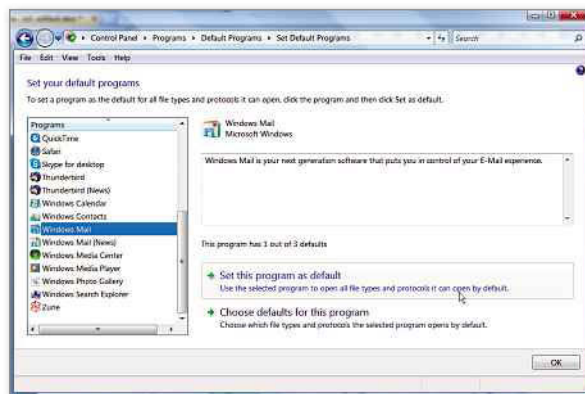 Control Panel ▸ Programs ▸ Default Programs ▸ Set Default Programs
Search
File Edit View Tools Help
Set your default programs
To set a program as the default for all file types and protocols it can open, click the program and then click Set as default.
Programs
QuickTime
Safari
Skype for desktop
Thunderbird
Thunderbird (News)
Windows Calendar
Windows Contacts
Windows Mail
Windows Mail (News)
Windows Media Center
Windows Media Player
Windows Photo Gallery
Windows Search Explorer
Zune
Windows Mail
Microsoft Windows
Windows Mail is your next generation software that puts you in control of your E-Mail experience.
This program has 1 out of 3 defaults
Set this program as default
Use the selected program to open all file types and protocols it can open by default.
Choose defaults for this program
Choose which file types and protocols the selected program opens by default.
OK